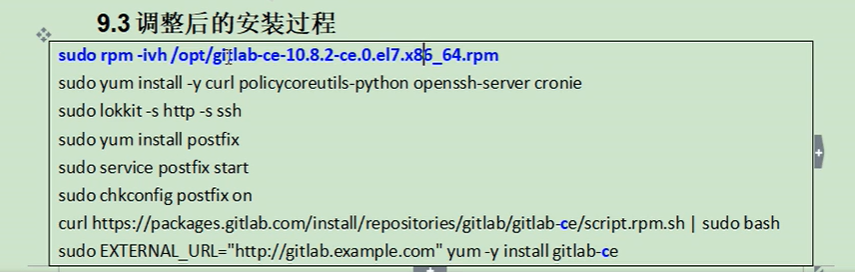 9.3 调整后的安装过程
sudo rpm -ivh /opt/gitlab-ce-10.8.2-ce.0.el7.x86_64.rpm
sudo yum install -y curl policycoreutils-python openssh-server cronie
sudo lokkit -s http -s ssh
sudo yum install postfix
sudo service postfix start
sudo chkconfig postfix on
curl https://packages.gitlab.com/install/repositories/gitlab/gitlab-ce/script.rpm.sh | sudo bash
sudo EXTERNAL_URL="http://gitlab.example.com" yum -y install gitlab-ce